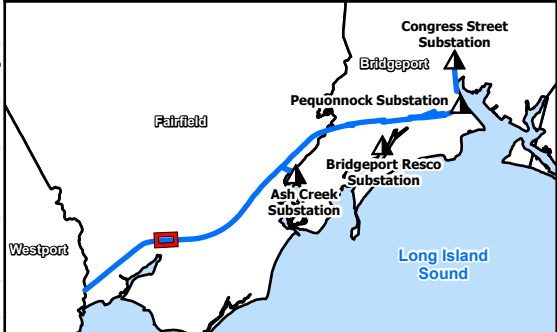 Congress Street
Substation
Bridgeport
Pequonnock Substation
Fairfield
Bridgeport Resco
Substation
Ash Creek
Substation
Westport
Long Island
Sound